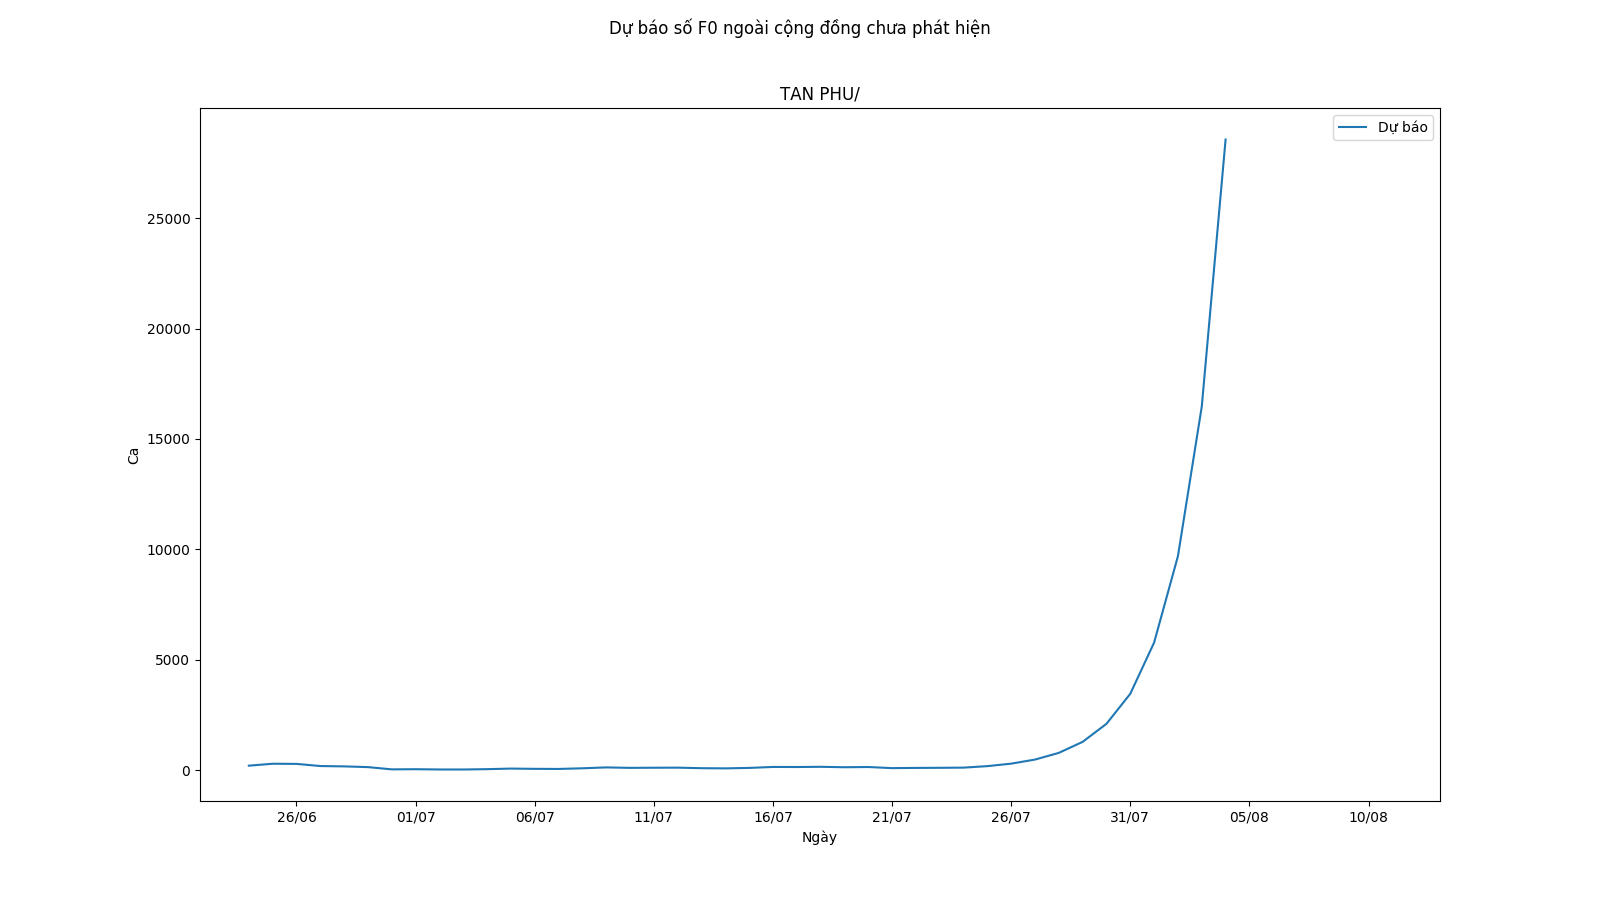 Dự báo số F0 ngoài cộng đồng chưa phát hiện
TAN PHU/
Dự báo
25000
20000
15000
10000
5000
0
Ca
26/06 01/07 06/07 11/07 16/07 21/07 26/07 31/07 05/08 10/08
Ngày